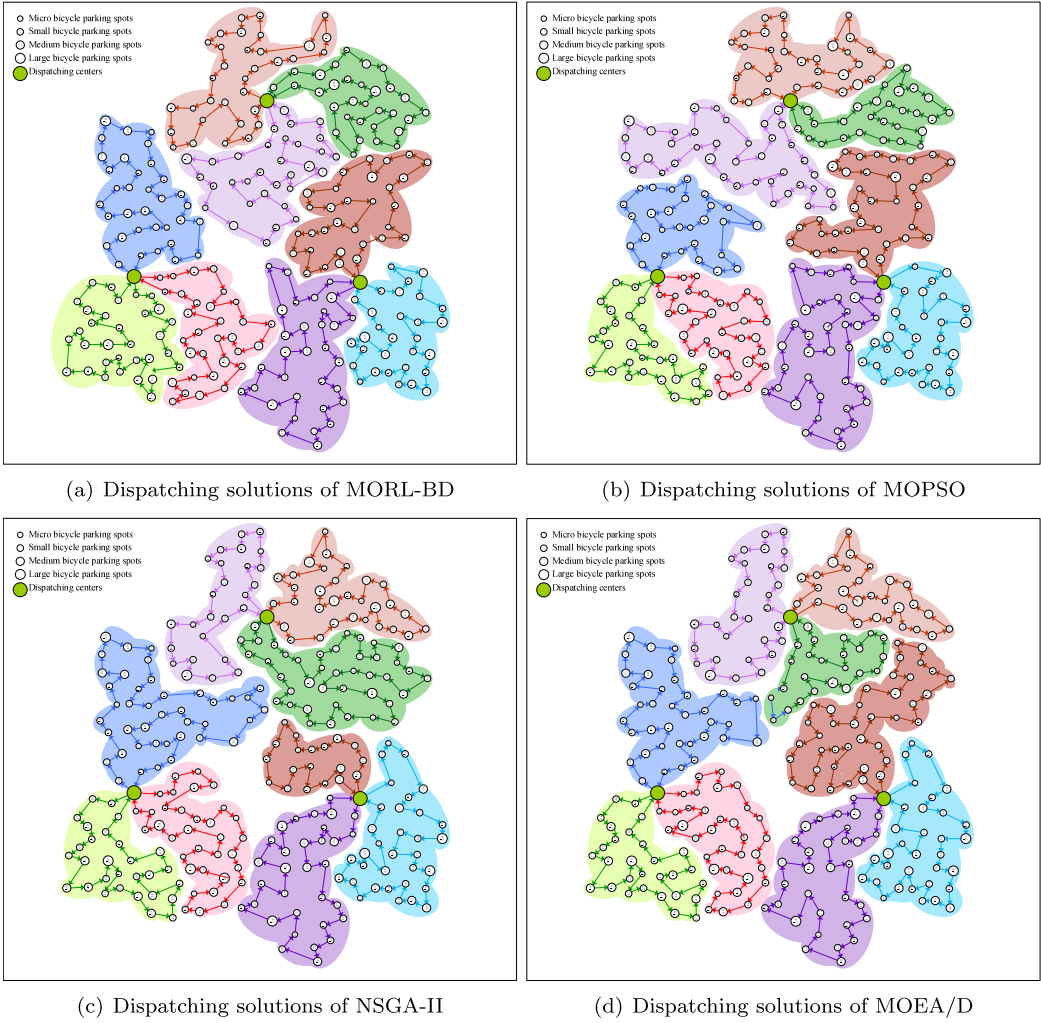 Micro bicycle parking spots
Small bicycle parking spots
Medium bicycle parking spots
Large bicycle parking spots
Dispatching centers
Micro bicycle parking spots
Small bicycle parking spots
Medium bicycle parking spots
Large bicycle parking spots
Dispatching centers
(a) Dispatching solutions of MORL-BD
(b) Dispatching solutions of MOPSO
Micro bicycle parking spots
Small bicycle parking spots
Medium bicycle parking spots
Large bicycle parking spots
Dispatching centers
Micro bicycle parking spots
Small bicycle parking spots
Medium bicycle parking spots
Large bicycle parking spots
Dispatching centers
(c) Dispatching solutions of NSGA-II
(d) Dispatching solutions of MOEA/D